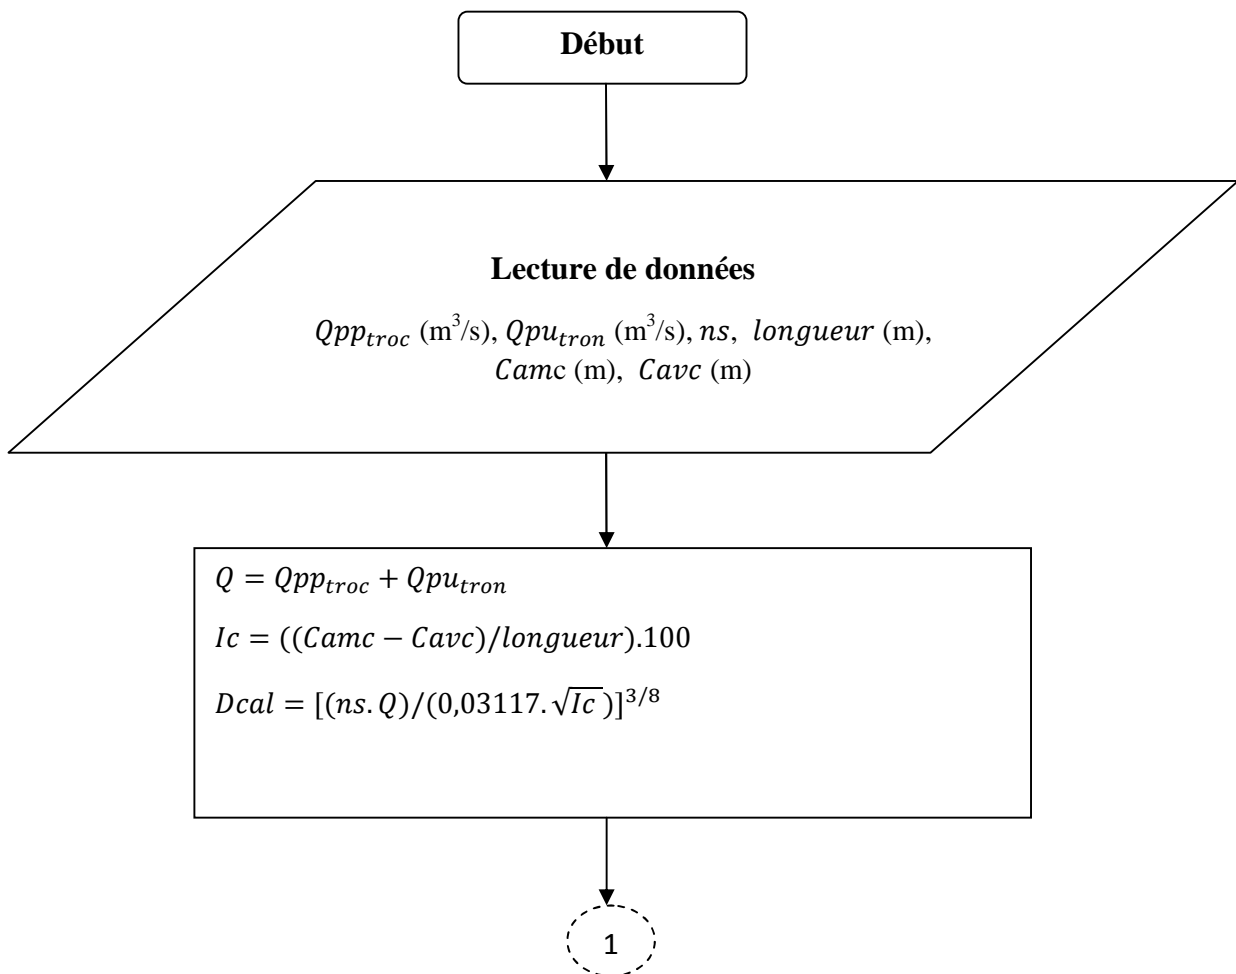 Début
Lecture de données
Qpp_troc (m³/s), Qpu_tron (m³/s), ns, longueur (m),
Camc (m), Cavc (m)
Q = Qpp_troc + Qpu_tron
Ic = ((Camc − Cavc)/longueur).100
Dcal = [(ns. Q)/(0,03117. √Ic )]^3/8
1